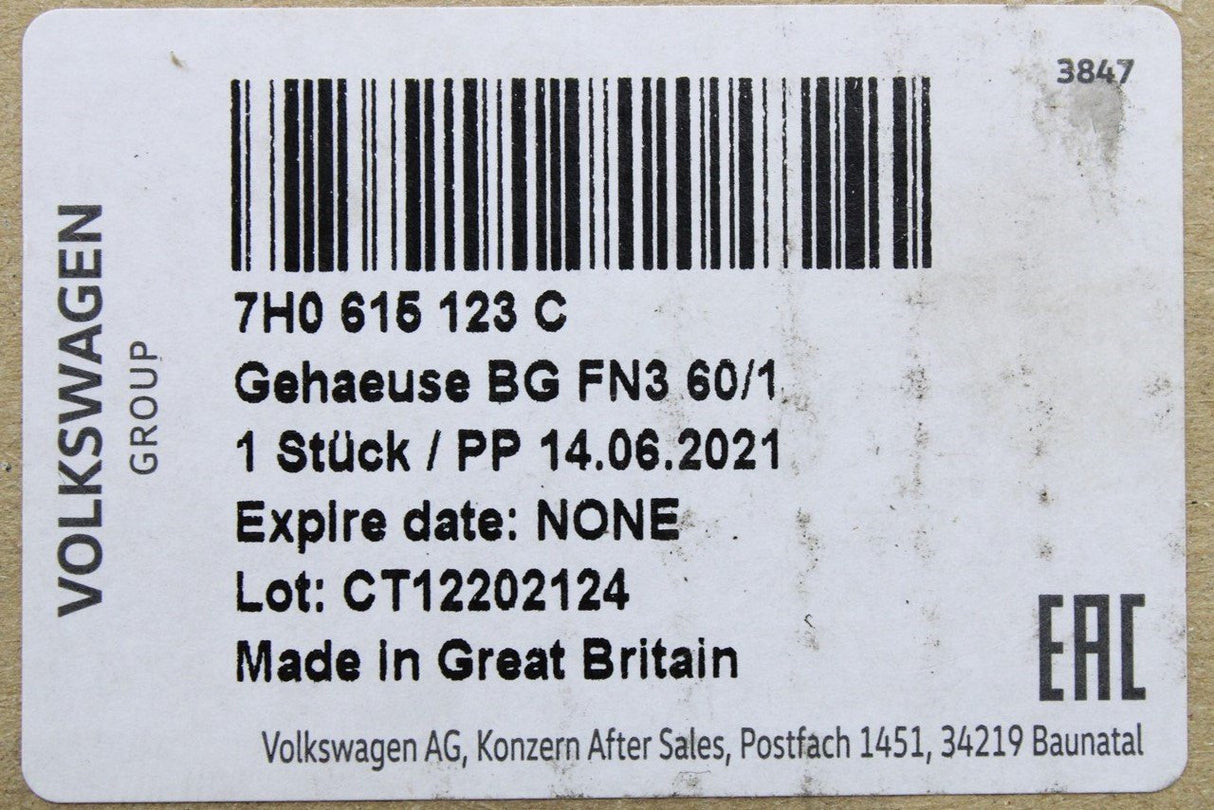 3847
VOLKSWAGEN
GROUP
7H0 615 123 C
Gehaeuse BG FN3 60/1
1 Stück / PP 14.06.2021
Expire date: NONE
Lot: CT12202124
Made in Great Britain
EAC
Volkswagen AG, Konzern After Sales, Postfach 1451, 34219 Baunatal